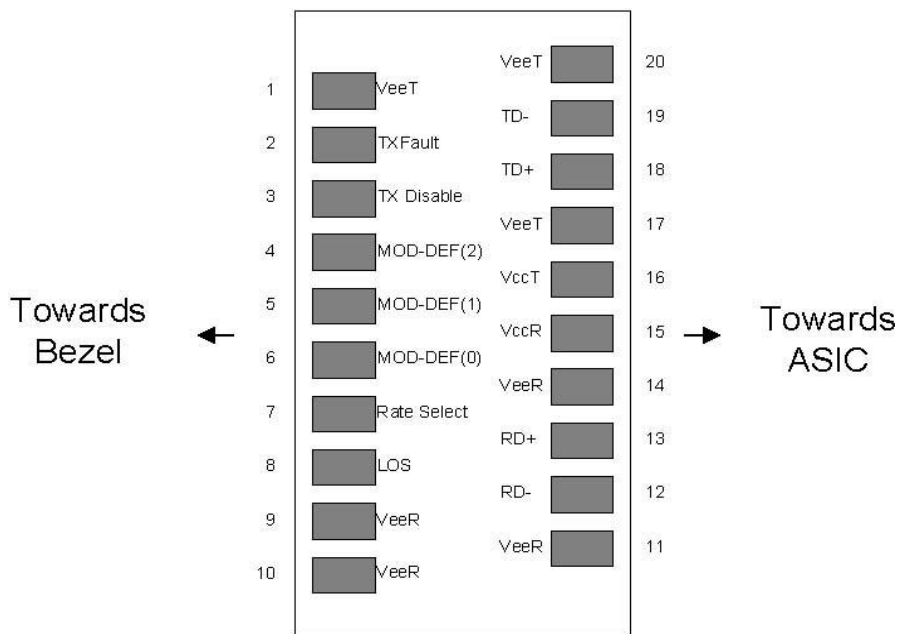 VeeT 20
1 VeeT
TD- 19
2 TXFault
TD+ 18
3 TX Disable
VeeT 17
4 MOD-DEF(2)
VccT 16
5 MOD-DEF(1)
Towards
Bezel
VccR 15
Towards
ASIC
6 MOD-DEF(0)
VeeR 14
7 Rate Select
RD+ 13
8 LOS
RD- 12
9 VeeR
VeeR 11
10 VeeR